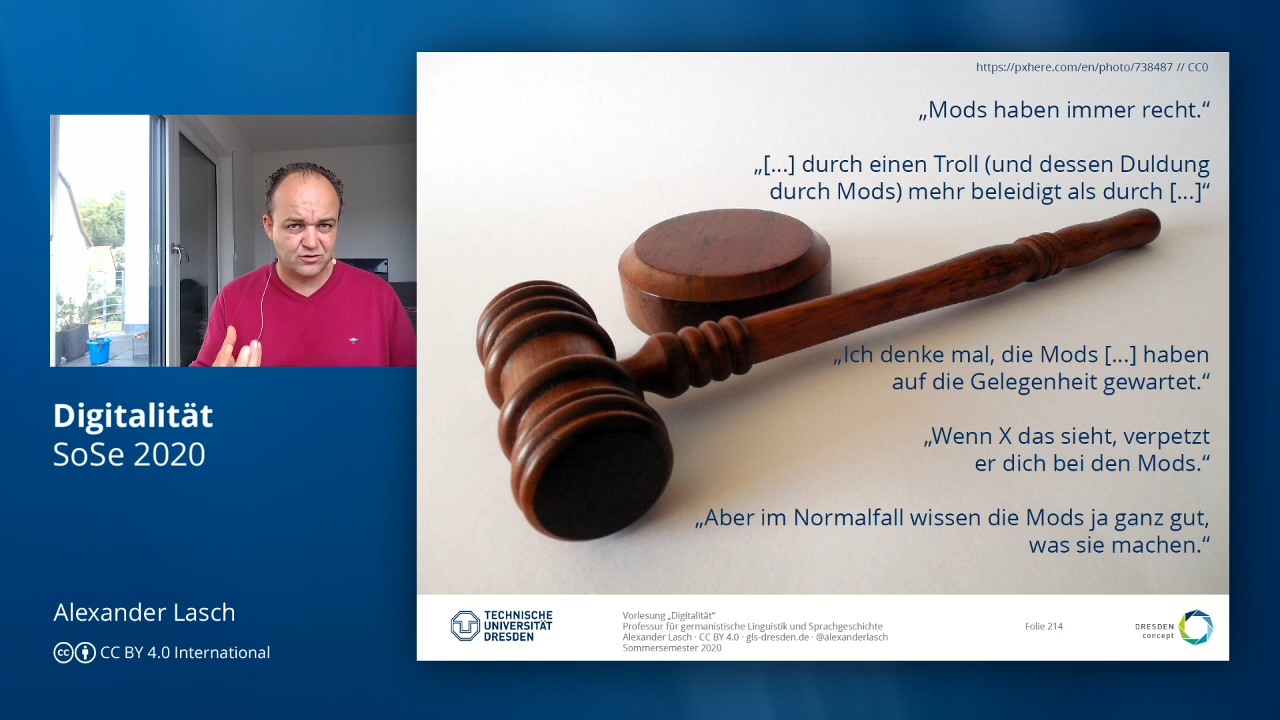 https://pxhere.com/en/photo/738487 // CC0
„Mods haben immer recht.“
„[...] durch einen Troll (und dessen Duldung
durch Mods) mehr beleidigt als durch [...]“
„Ich denke mal, die Mods [...] haben
auf die Gelegenheit gewartet.“
„Wenn X das sieht, verpetzt
er dich bei den Mods.“
„Aber im Normalfall wissen die Mods ja ganz gut,
was sie machen.“
Digitalität
SoSe 2020
Alexander Lasch
cc CC BY 4.0 International
TECHNISCHE
UNIVERSITÄT
DRESDEN
Vorlesung „Digitalität“
Professur für germanistische Linguistik und Sprachgeschichte
Alexander Lasch · CC BY 4.0 · gls-dresden.de · @alexanderlasch
Sommersemester 2020
Folie 214
DRESDEN
concept